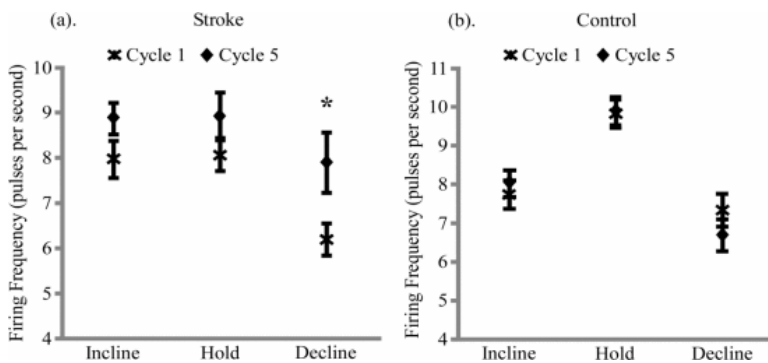 (a). Stroke
Cycle 1 Cycle 5
Firing Frequency (pulses per second)
10
9
8
7
6
5
4
*
Incline Hold Decline
(b). Control
Cycle 1 Cycle 5
Firing Frequency (pulses per second)
11
10
9
8
7
6
5
4
Incline Hold Decline